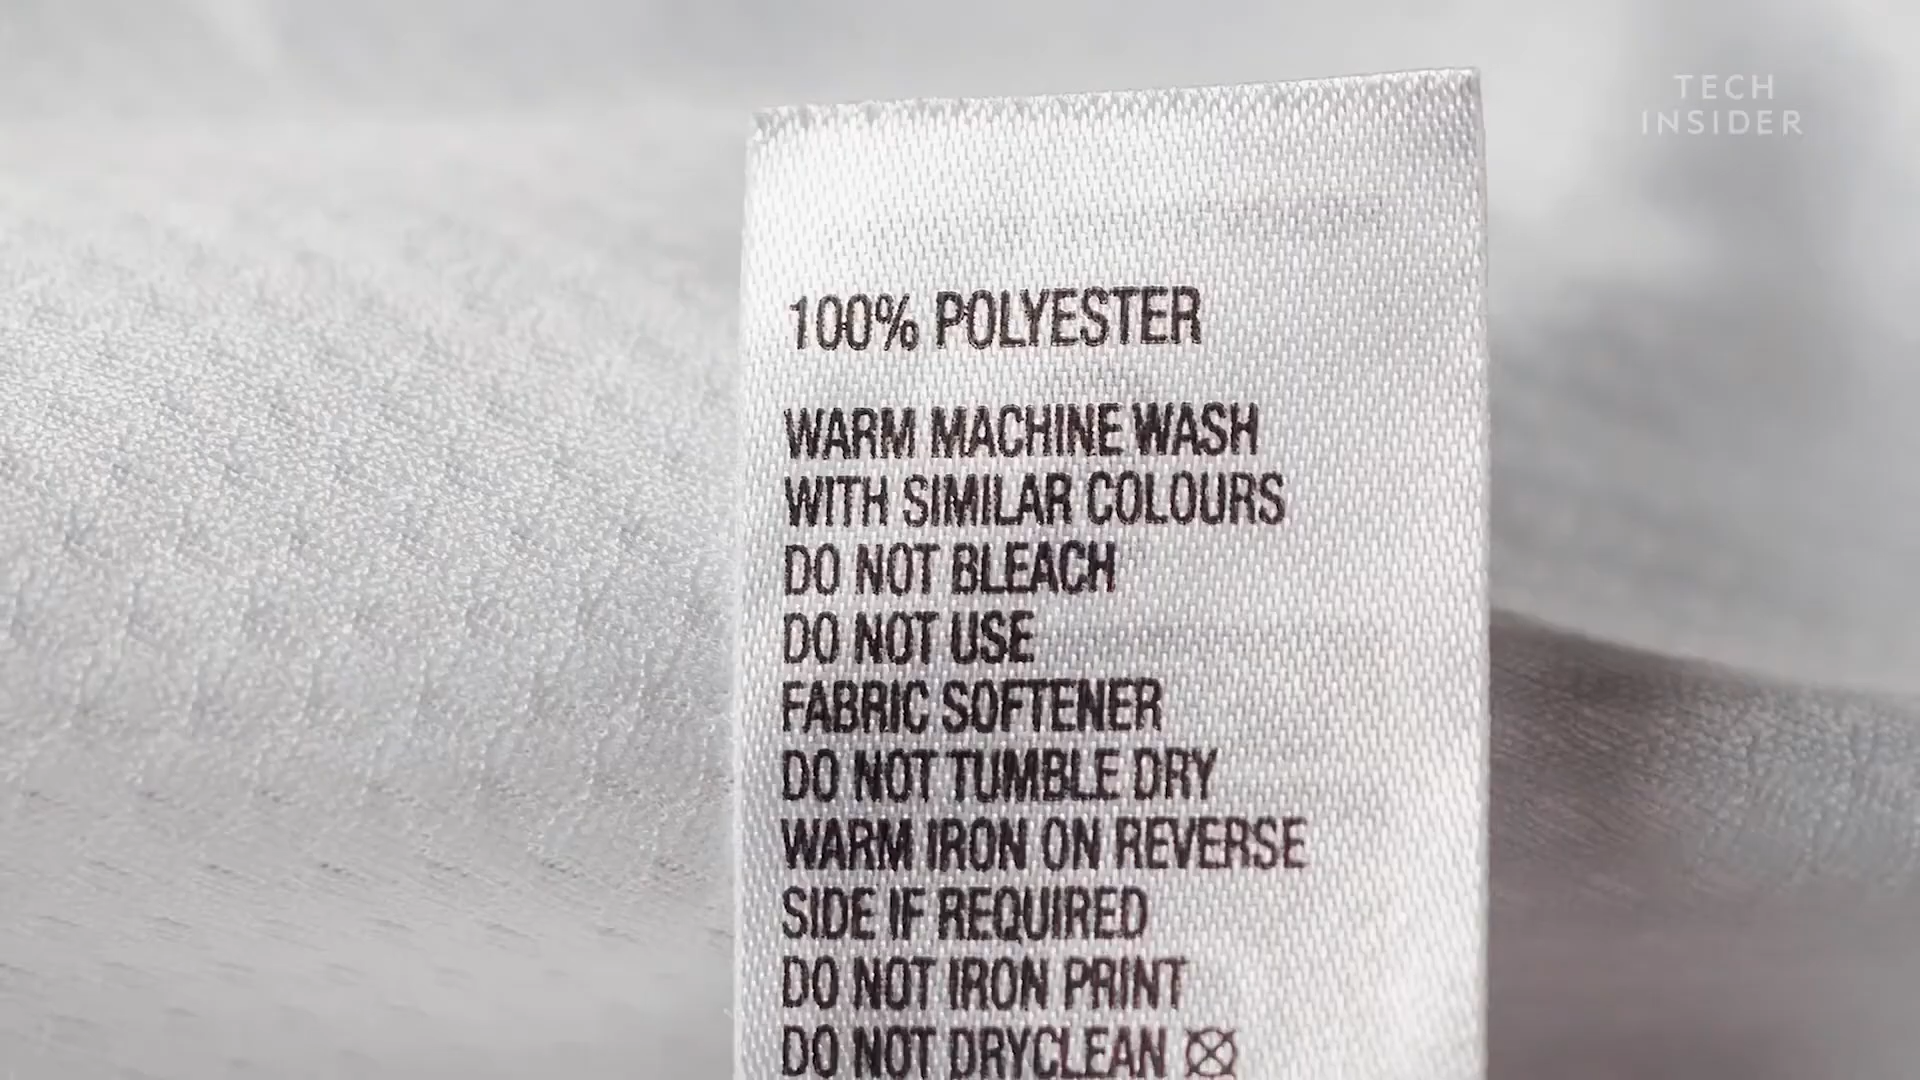 TECH
INSIDER
100% POLYESTER
WARM MACHINE WASH
WITH SIMILAR COLOURS
DO NOT BLEACH
DO NOT USE
FABRIC SOFTENER
DO NOT TUMBLE DRY
WARM IRON ON REVERSE
SIDE IF REQUIRED
DO NOT IRON PRINT
DO NOT DRYCLEAN